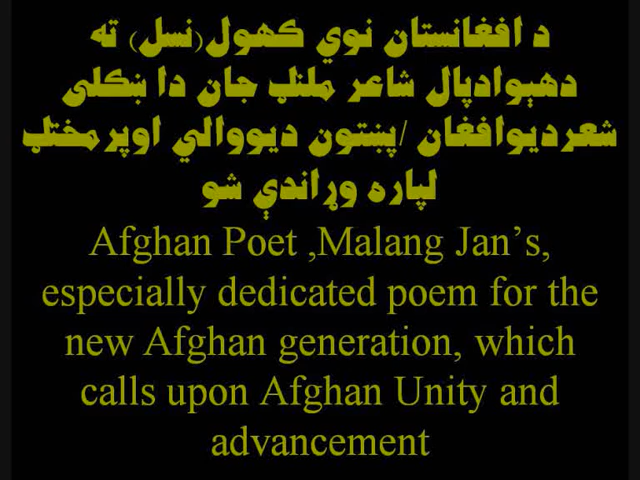 د افغانستان نوي کهول(نسل) ته
دهېوادپال شاعر ملنګ جان دا ښکلی
شعرديوافغان /پښتون ديووالي اوپرمختګ
لپاره وړاندې شو
Afghan Poet ,Malang Jan’s,
especially dedicated poem for the
new Afghan generation, which
calls upon Afghan Unity and
advancement